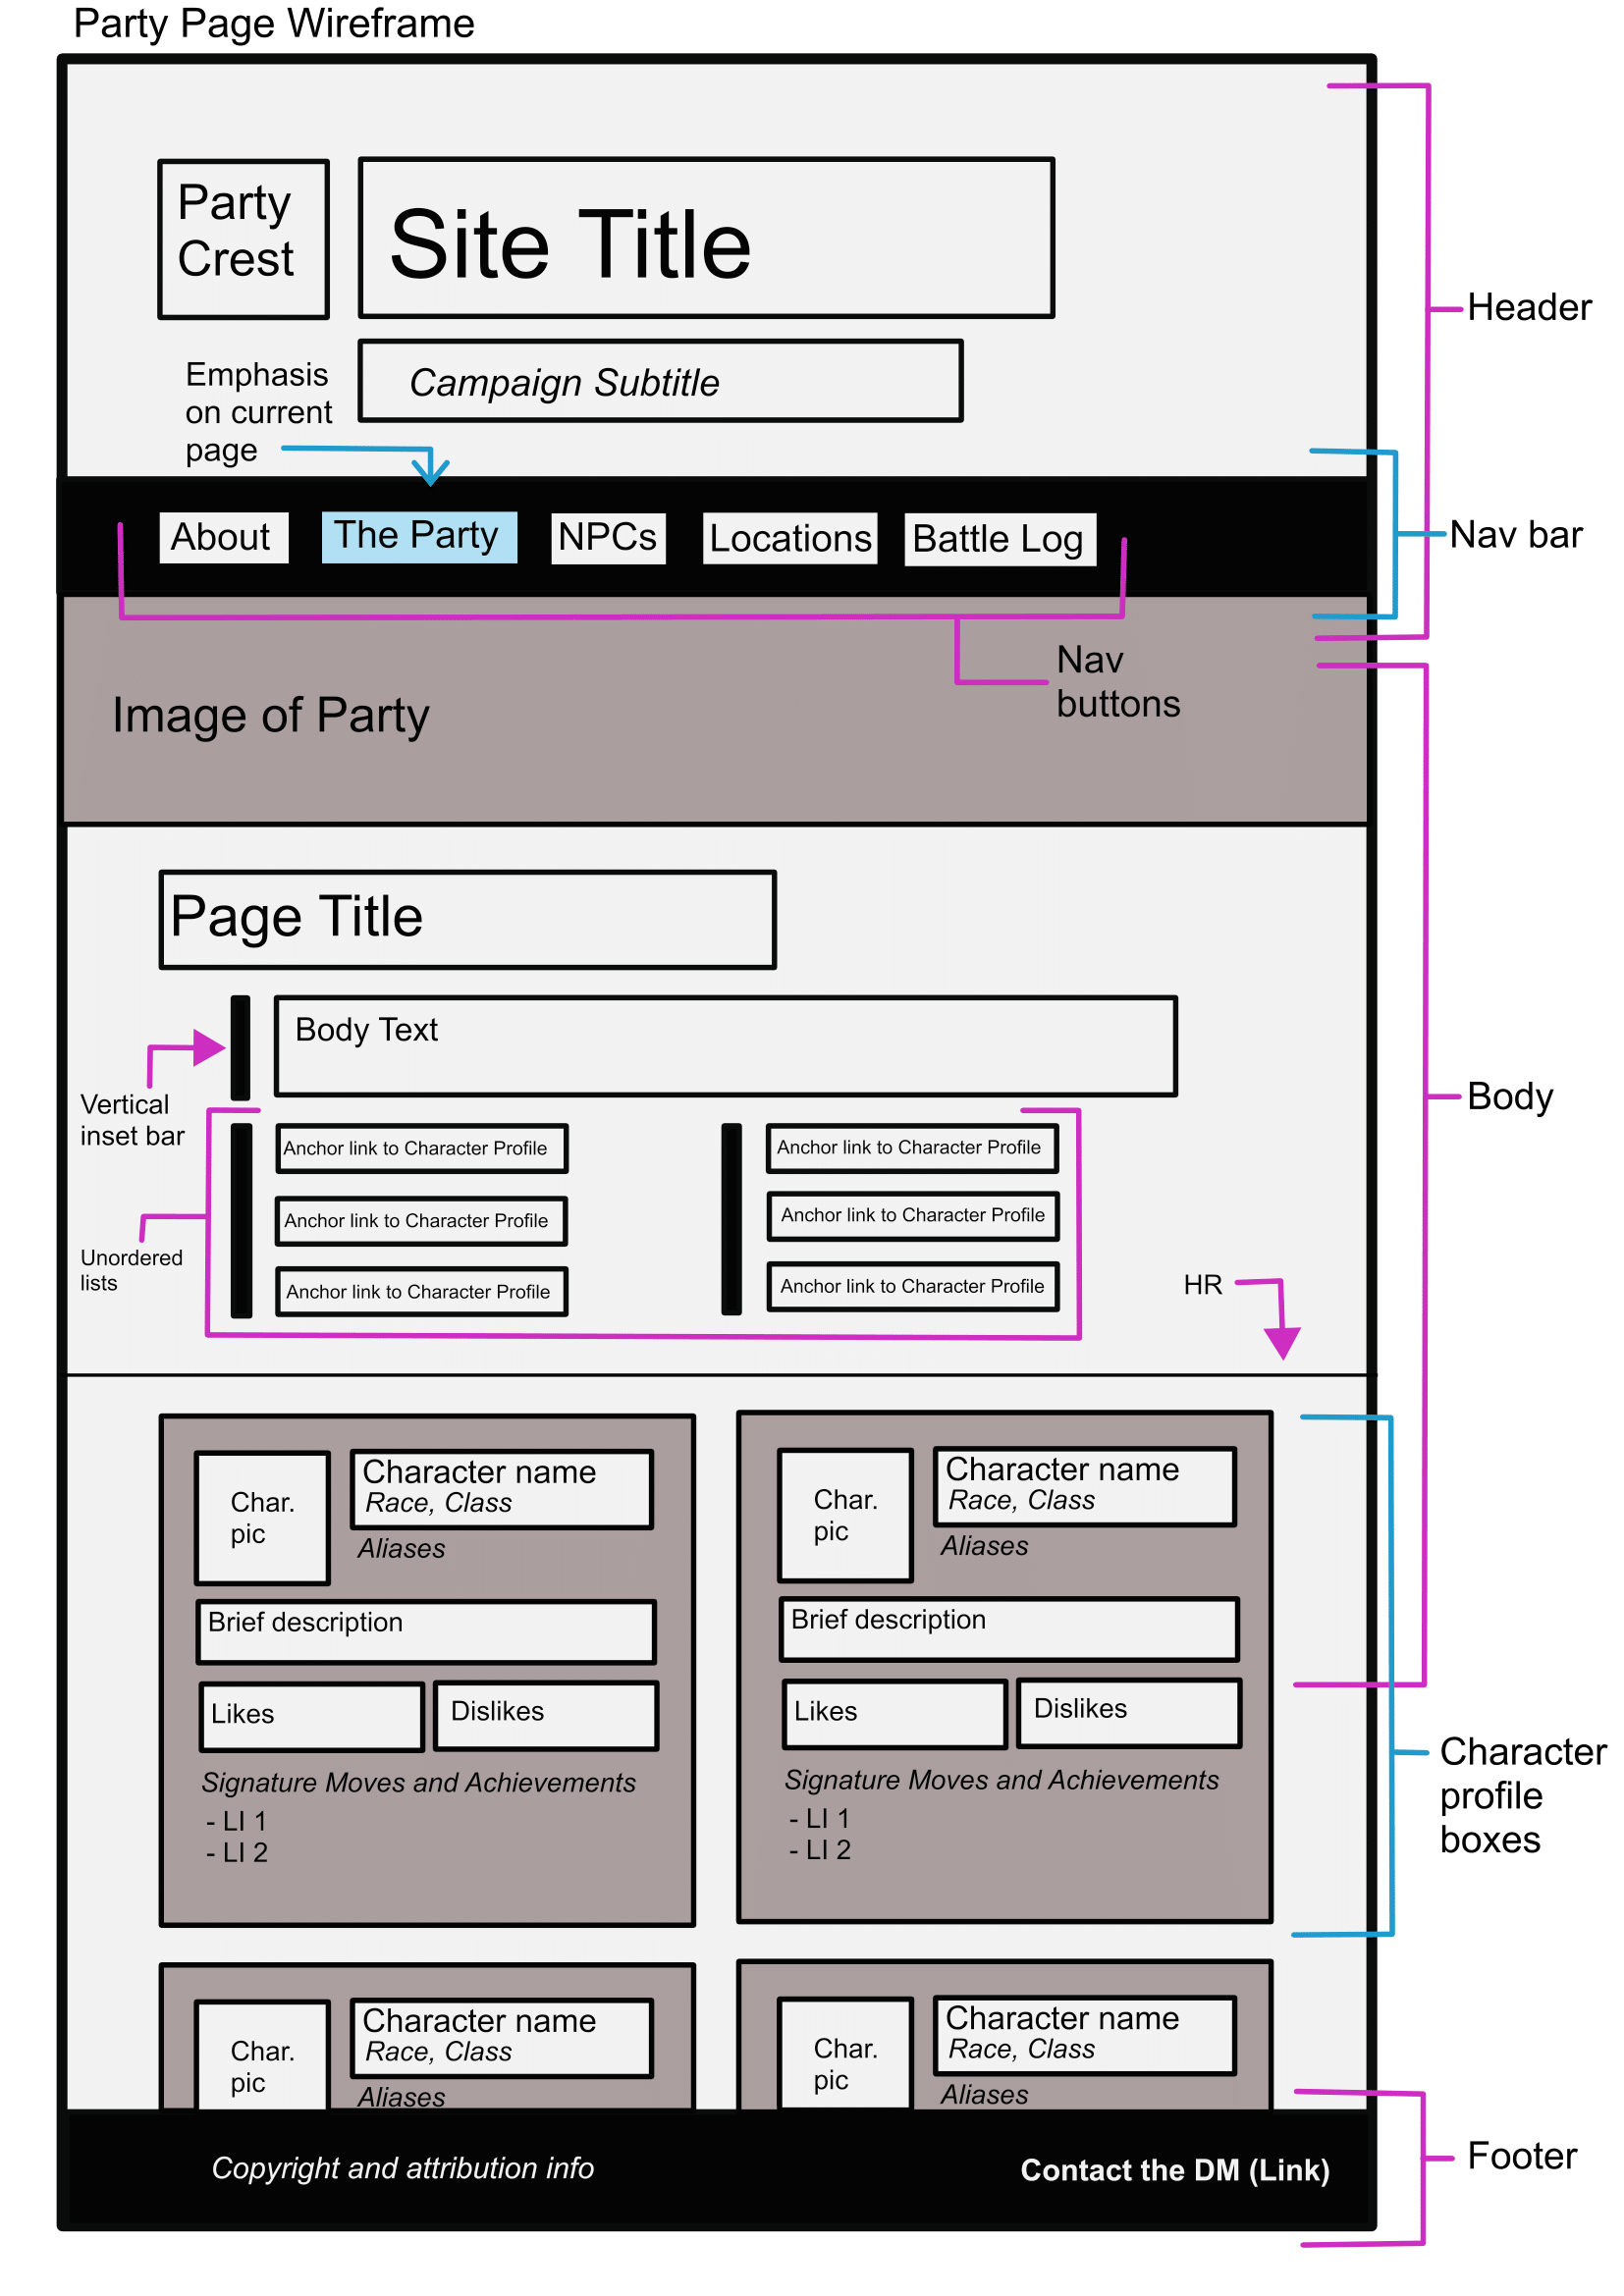 Party Page Wireframe
Party
Crest
Site Title
Header
Emphasis
on current
page
Campaign Subtitle
About
The Party
NPCs
Locations
Battle Log
Nav bar
Nav
buttons
Image of Party
Page Title
Body Text
Vertical
inset bar
Body
Anchor link to Character Profile
Anchor link to Character Profile
Anchor link to Character Profile
Anchor link to Character Profile
Anchor link to Character Profile
Anchor link to Character Profile
Unordered
lists
HR
Char.
pic
Character name
Race, Class
Aliases
Brief description
Likes
Dislikes
Signature Moves and Achievements
- LI 1
- LI 2
Char.
pic
Character name
Race, Class
Aliases
Brief description
Likes
Dislikes
Signature Moves and Achievements
- LI 1
- LI 2
Character
profile
boxes
Char.
pic
Character name
Race, Class
Aliases
Char.
pic
Character name
Race, Class
Aliases
Copyright and attribution info
Contact the DM (Link)
Footer